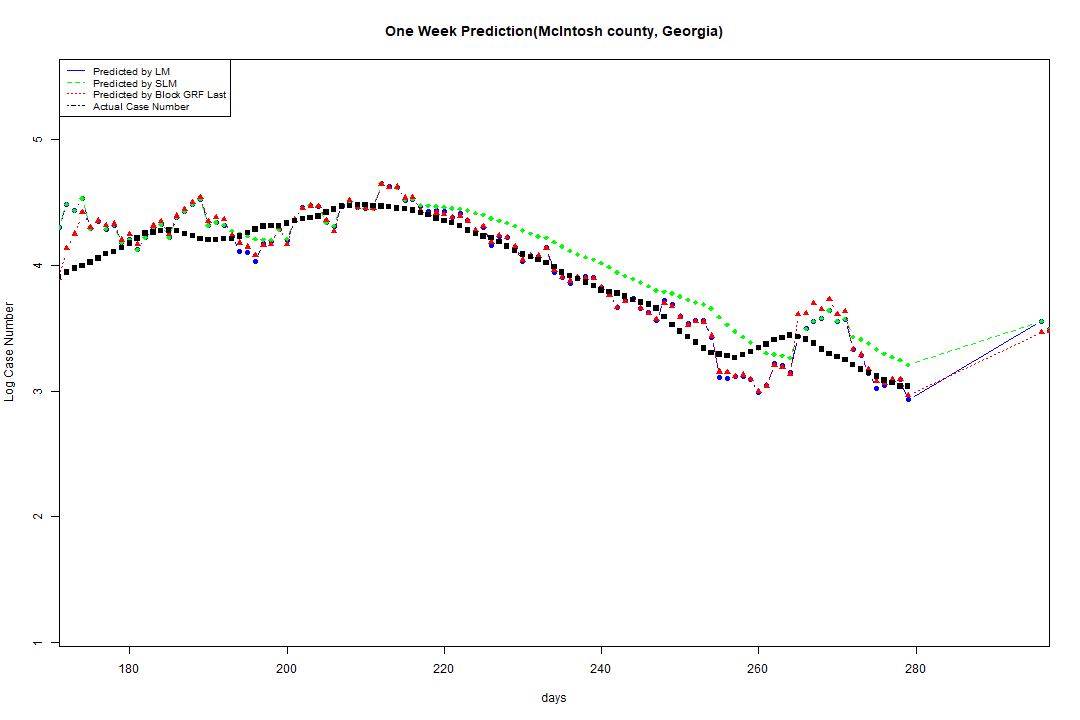 One Week Prediction(McIntosh county, Georgia)
Predicted by LM
Predicted by SLM
Predicted by Block GRF Last
Actual Case Number
Log Case Number
5
4
3
2
1
180 200 220 240 260 280
days